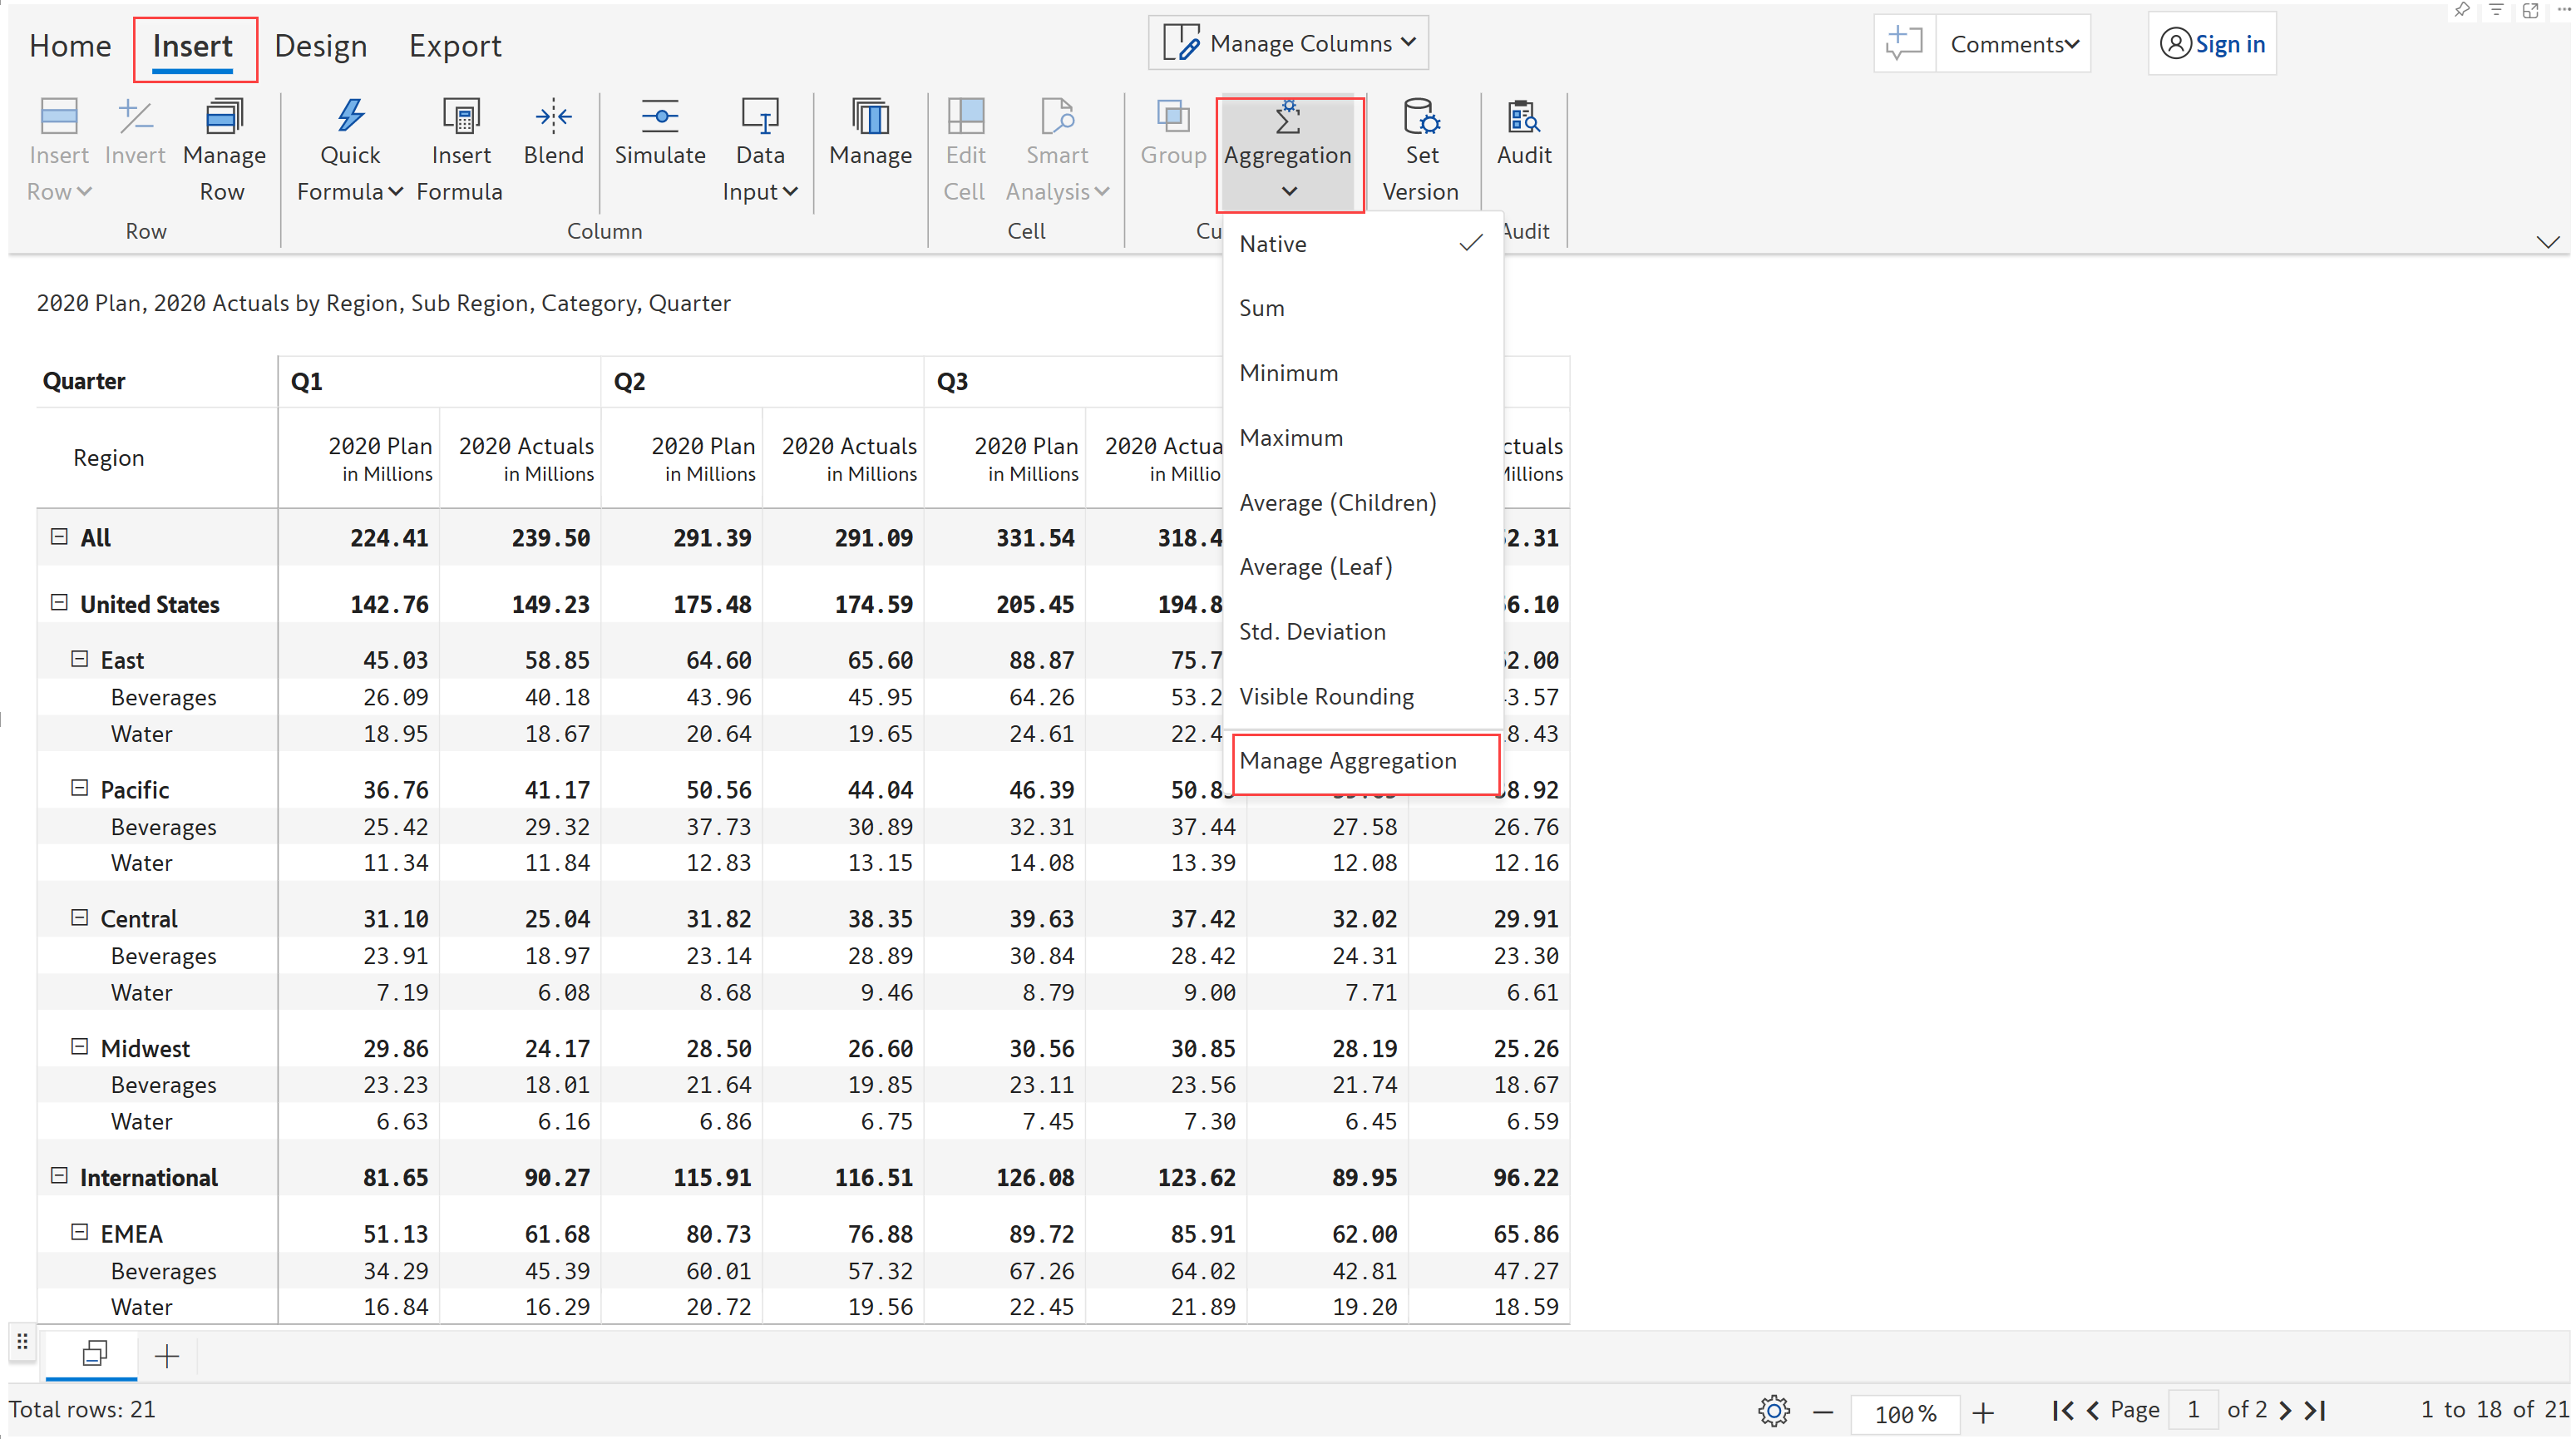 Home Insert Design Export Manage Columns Comments Sign in
Insert Row Invert Manage Row Quick Formula Insert Formula Blend Simulate Data Input Manage Edit Cell Smart Analysis Group Aggregation Set Version Audit
Row Column Cell Cu Audit
Native
Sum
Minimum
Maximum
Average (Children)
Average (Leaf)
Std. Deviation
Visible Rounding
Manage Aggregation
2020 Plan, 2020 Actuals by Region, Sub Region, Category, Quarter
Quarter Q1 Q2 Q3
Region 2020 Plan 2020 Actuals 2020 Plan 2020 Actuals 2020 Plan 2020 Actua ctuals
in Millions in Millions in Millions in Millions in Millions in Millio Millions
All 224.41 239.50 291.39 291.09 331.54 318.4 2.31
United States 142.76 149.23 175.48 174.59 205.45 194.8 6.10
East 45.03 58.85 64.60 65.60 88.87 75.7 2.00
Beverages 26.09 40.18 43.96 45.95 64.26 53.2 3.57
Water 18.95 18.67 20.64 19.65 24.61 22.4 8.43
Pacific 36.76 41.17 50.56 44.04 46.39 50.8 8.92
Beverages 25.42 29.32 37.73 30.89 32.31 37.44 27.58 26.76
Water 11.34 11.84 12.83 13.15 14.08 13.39 12.08 12.16
Central 31.10 25.04 31.82 38.35 39.63 37.42 32.02 29.91
Beverages 23.91 18.97 23.14 28.89 30.84 28.42 24.31 23.30
Water 7.19 6.08 8.68 9.46 8.79 9.00 7.71 6.61
Midwest 29.86 24.17 28.50 26.60 30.56 30.85 28.19 25.26
Beverages 23.23 18.01 21.64 19.85 23.11 23.56 21.74 18.67
Water 6.63 6.16 6.86 6.75 7.45 7.30 6.45 6.59
International 81.65 90.27 115.91 116.51 126.08 123.62 89.95 96.22
EMEA 51.13 61.68 80.73 76.88 89.72 85.91 62.00 65.86
Beverages 34.29 45.39 60.01 57.32 67.26 64.02 42.81 47.27
Water 16.84 16.29 20.72 19.56 22.45 21.89 19.20 18.59
Total rows: 21 100% Page 1 of 2 1 to 18 of 21